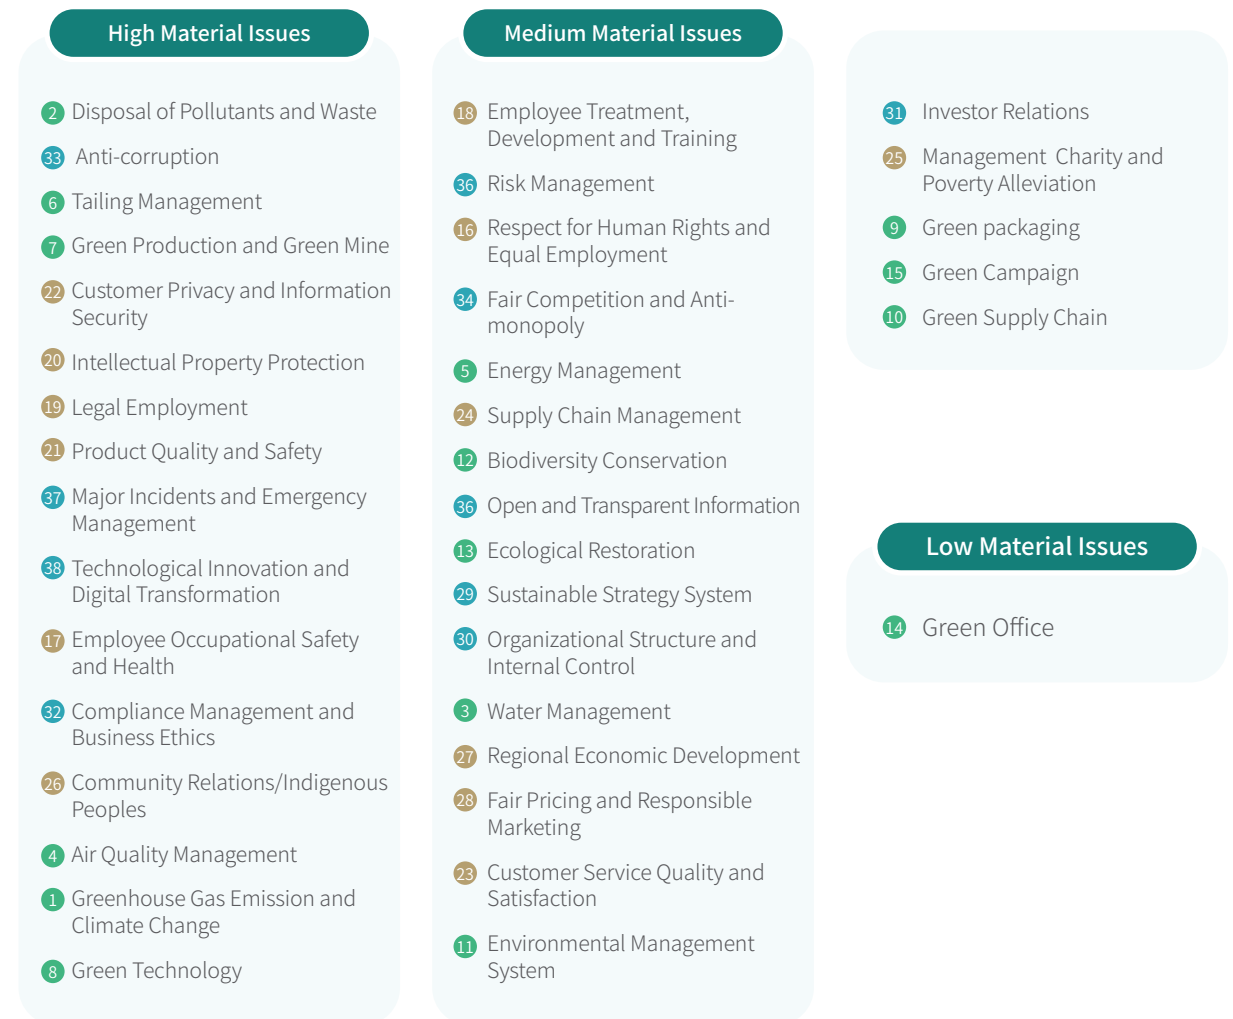 High Material Issues
2 Disposal of Pollutants and Waste
33 Anti-corruption
6 Tailing Management
7 Green Production and Green Mine
22 Customer Privacy and Information
Security
20 Intellectual Property Protection
19 Legal Employment
21 Product Quality and Safety
37 Major Incidents and Emergency
Management
38 Technological Innovation and
Digital Transformation
17 Employee Occupational Safety
and Health
32 Compliance Management and
Business Ethics
26 Community Relations/Indigenous
Peoples
4 Air Quality Management
1 Greenhouse Gas Emission and
Climate Change
8 Green Technology
Medium Material Issues
18 Employee Treatment,
Development and Training
36 Risk Management
16 Respect for Human Rights and
Equal Employment
34 Fair Competition and Anti-
monopoly
5 Energy Management
24 Supply Chain Management
12 Biodiversity Conservation
36 Open and Transparent Information
13 Ecological Restoration
29 Sustainable Strategy System
30 Organizational Structure and
Internal Control
3 Water Management
27 Regional Economic Development
28 Fair Pricing and Responsible
Marketing
23 Customer Service Quality and
Satisfaction
11 Environmental Management
System
31 Investor Relations
25 Management Charity and
Poverty Alleviation
9 Green packaging
15 Green Campaign
10 Green Supply Chain
Low Material Issues
14 Green Office